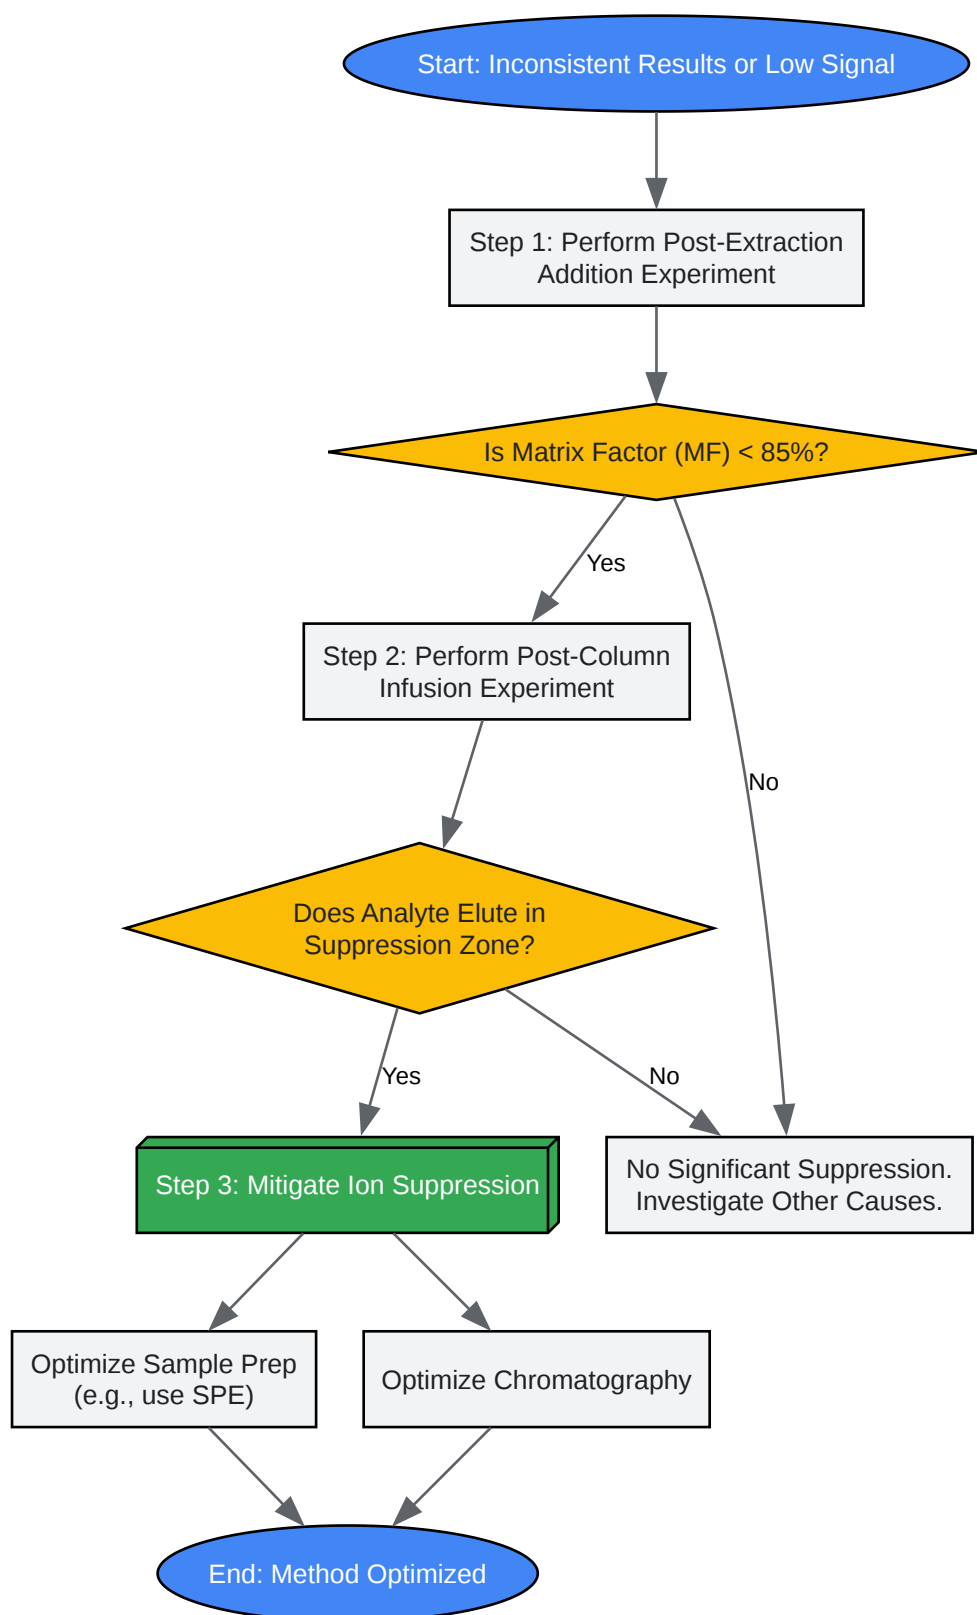 Start: Inconsistent Results or Low Signal
Step 1: Perform Post-Extraction
Addition Experiment
Is Matrix Factor (MF) < 85%?
Yes
Step 2: Perform Post-Column
Infusion Experiment
No
Does Analyte Elute in
Suppression Zone?
Yes
No
Step 3: Mitigate Ion Suppression
No Significant Suppression.
Investigate Other Causes.
Optimize Sample Prep
(e.g., use SPE)
Optimize Chromatography
End: Method Optimized